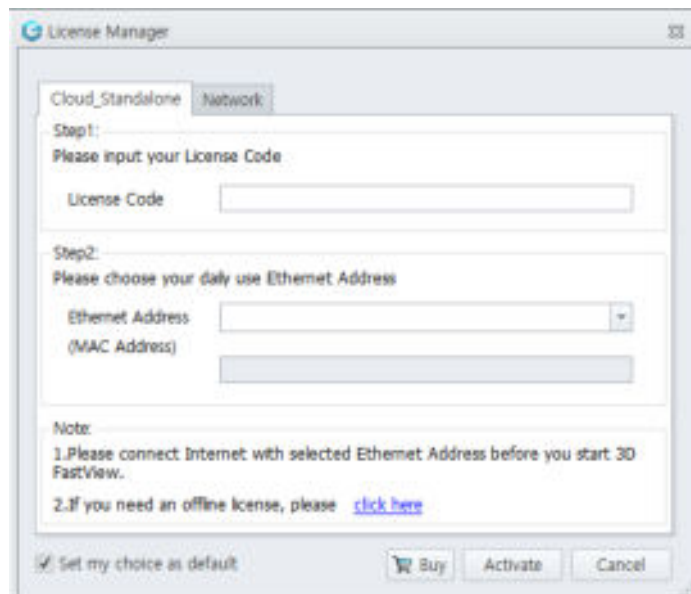 License Manager
Cloud_Standalone Network
Step1:
Please input your License Code
License Code
Step2:
Please choose your daily use Ethernet Address
Ethernet Address
(MAC Address)
Note:
1.Please connect Internet with selected Ethernet Address before you start 3D
FastView.
2.If you need an offline license, please click here
Set my choice as default Buy Activate Cancel